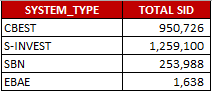 SYSTEM_TYPE TOTAL SID
CBEST 950,726
S-INVEST 1,259,100
SBN 253,988
EBAE 1,638